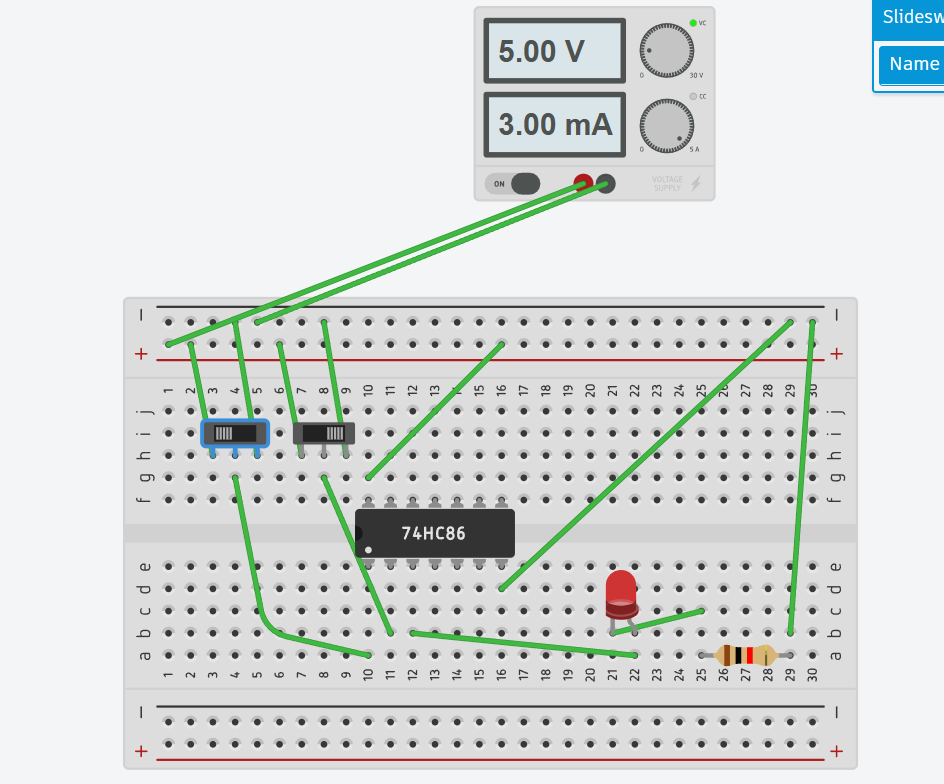 Slidesw
5.00 V
VC
Name
0
30 V
CC
3.00 mA
0
5 A
ON
VOLTAGE
SUPPLY
− −
+ +
1 2 3 4 5 6 7 8 9 10 11 12 13 14 15 16 17 18 19 20 21 22 23 24 25 26 27 28 29 30
j j
i i
h h
g g
f f
74HC86
e e
d d
c c
b b
a a
1 2 3 4 5 6 7 8 9 10 11 12 13 14 15 16 17 18 19 20 21 22 23 24 25 26 27 28 29 30
− −
+ +